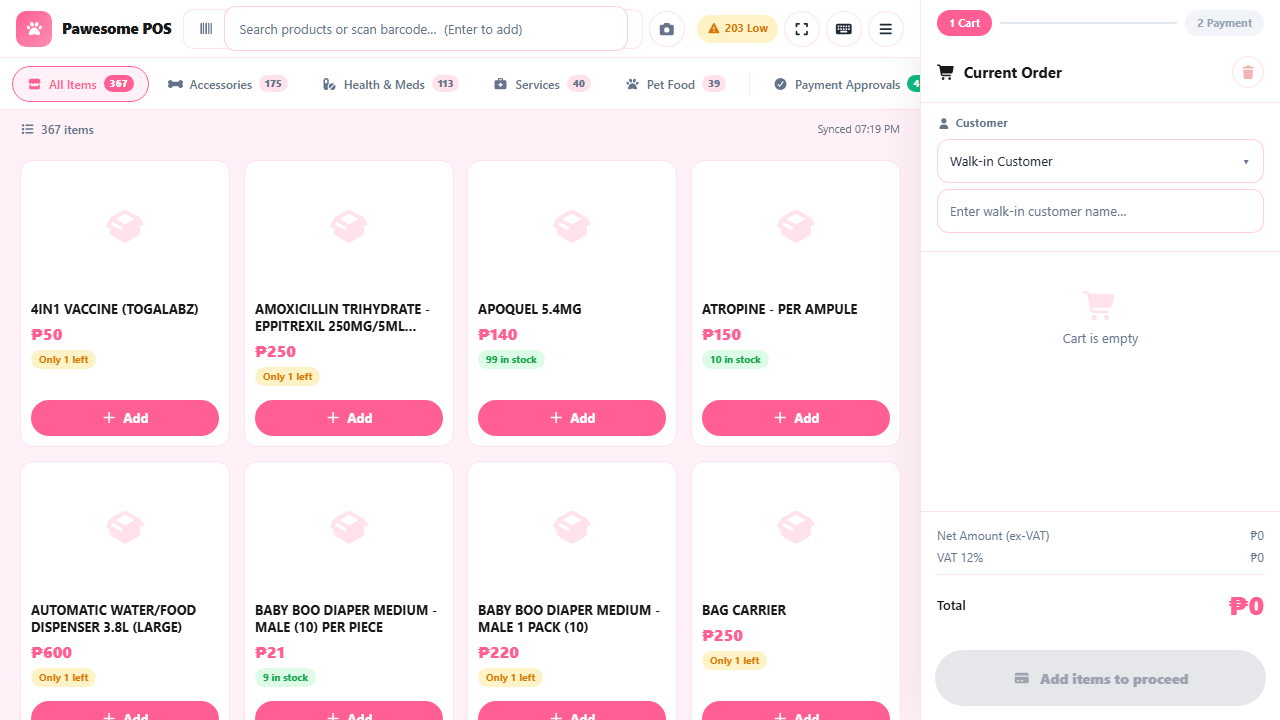 Pawesome POS
Search products or scan barcode... (Enter to add)
203 Low
All Items 367
Accessories 175
Health & Meds 113
Services 40
Pet Food 39
Payment Approvals 4
367 items
Synced 07:19 PM
4IN1 VACCINE (TOGALABZ)
₱50
Only 1 left
Add
AMOXICILLIN TRIHYDRATE -
EPPITREXIL 250MG/5ML...
₱250
Only 1 left
Add
APOQUEL 5.4MG
₱140
99 in stock
Add
ATROPINE - PER AMPULE
₱150
10 in stock
Add
AUTOMATIC WATER/FOOD
DISPENSER 3.8L (LARGE)
₱600
Only 1 left
Add
BABY BOO DIAPER MEDIUM -
MALE (10) PER PIECE
₱21
9 in stock
Add
BABY BOO DIAPER MEDIUM -
MALE 1 PACK (10)
₱220
Only 1 left
Add
BAG CARRIER
₱250
Only 1 left
Add
1 Cart
2 Payment
Current Order
Customer
Walk-in Customer
Enter walk-in customer name...
Cart is empty
Net Amount (ex-VAT) ₱0
VAT 12% ₱0
Total ₱0
Add items to proceed